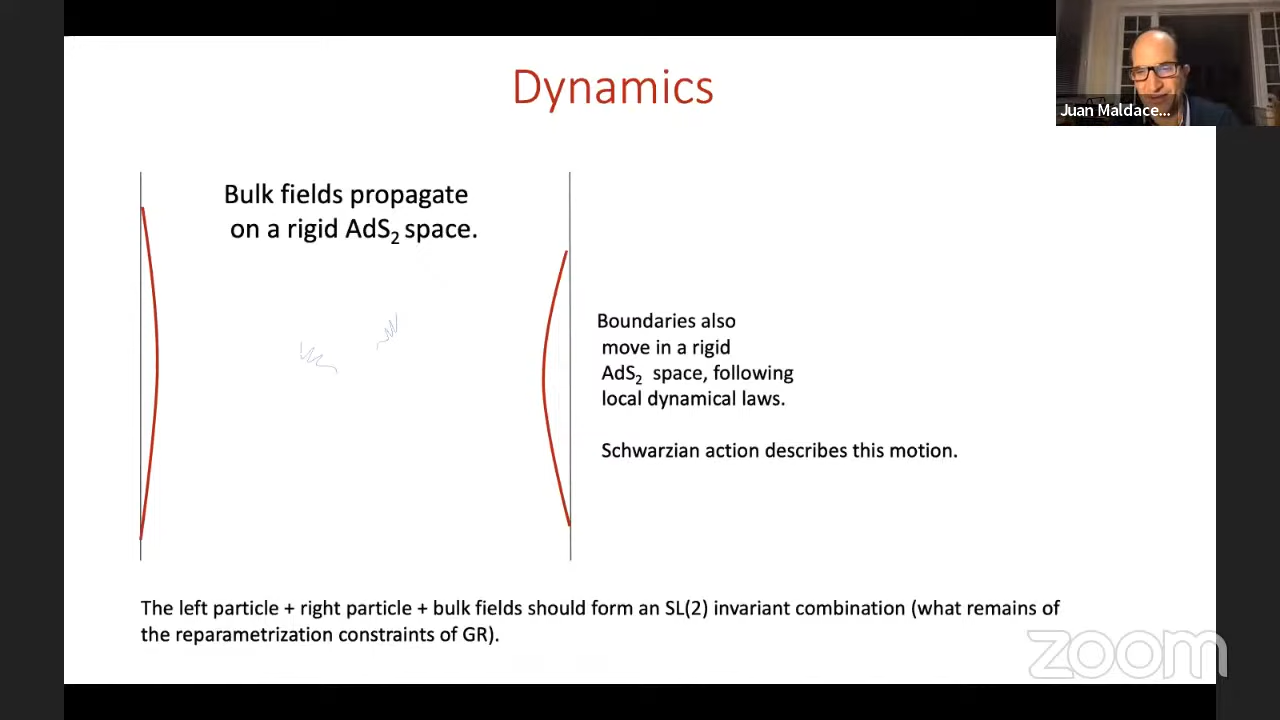 Dynamics
Juan Maldace...
Bulk fields propagate
on a rigid AdS₂ space.
Boundaries also
move in a rigid
AdS₂ space, following
local dynamical laws.
Schwarzian action describes this motion.
The left particle + right particle + bulk fields should form an SL(2) invariant combination (what remains of
the reparametrization constraints of GR).
zoom